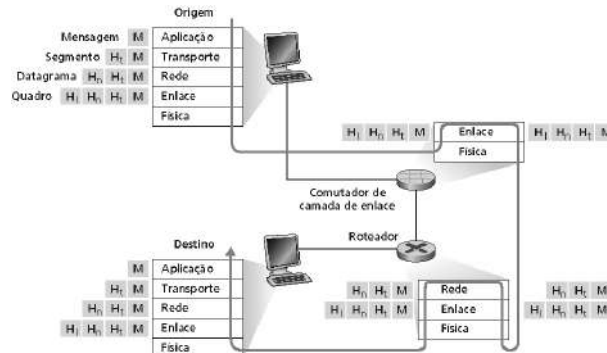 Origem
Mensagem M Aplicação
Segmento Ht M Transporte
Datagrama Hn Ht M Rede
Quadro Hl Hn Ht M Enlace
Física
Hl Hn Ht M Enlace Hl Hn Ht M
Física
Comutador de
camada de enlace
Roteador
Destino
M Aplicação
Ht M Transporte
Hn Ht M Rede
Hl Hn Ht M Enlace
Física
Hn Ht M Rede Hn Ht M
Hl Hn Ht M Enlace Hl Hn Ht M
Física